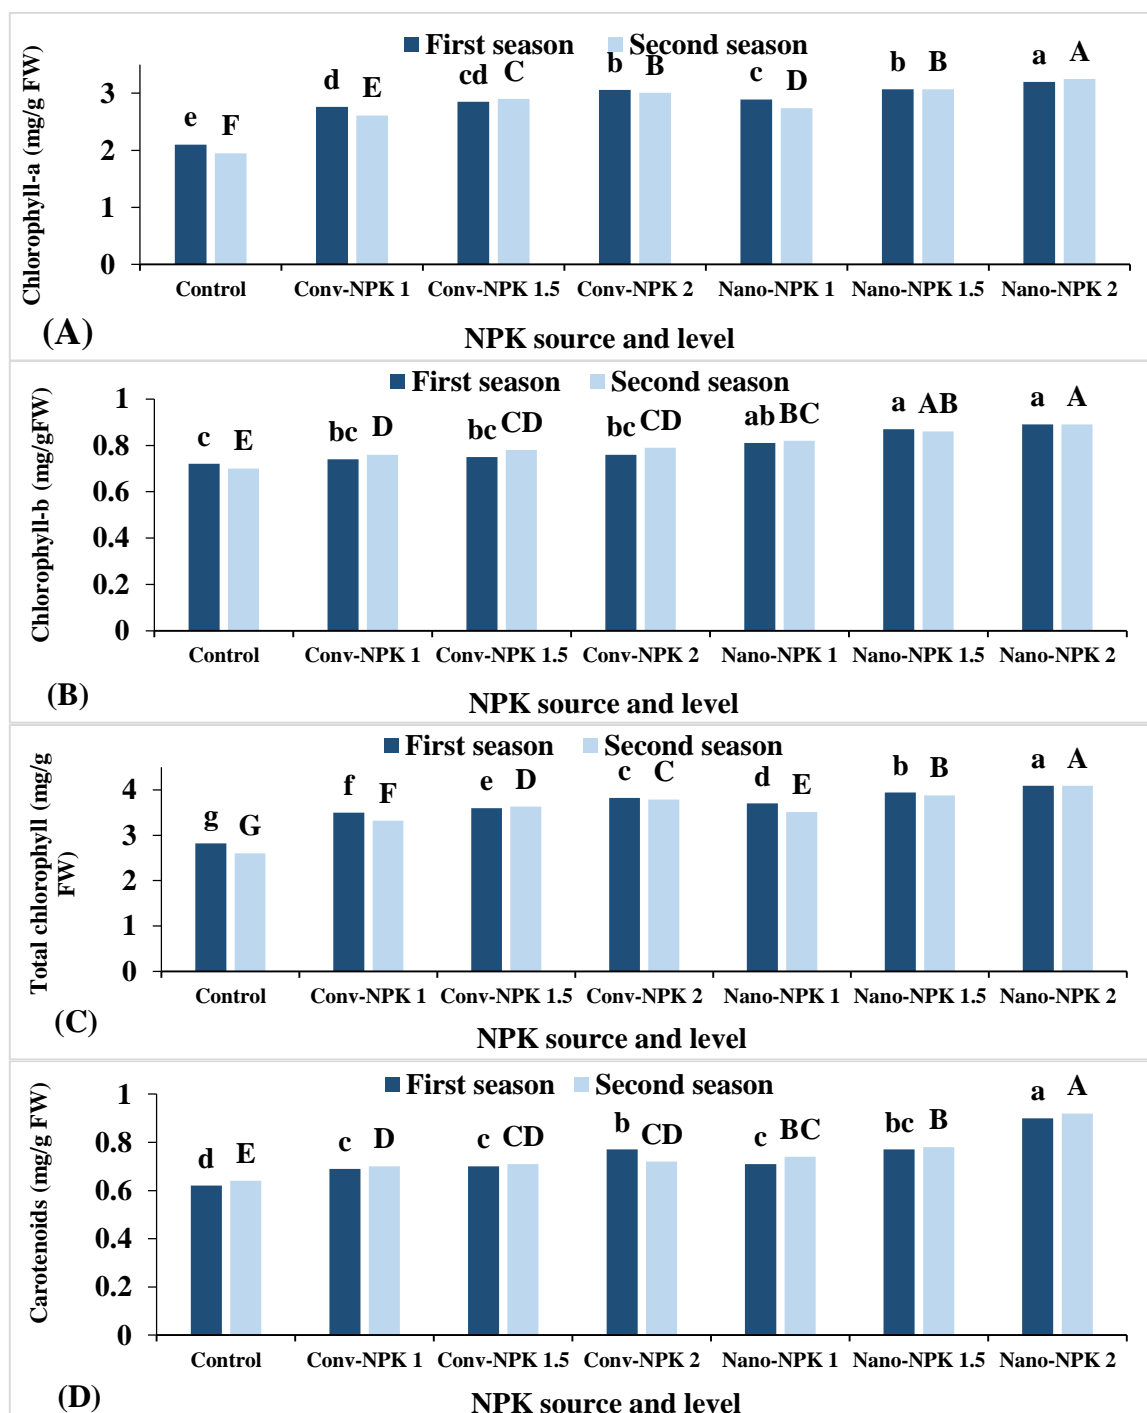 First season Second season
Chlorophyll-a (mg/g FW)
3
2
1
0
e F d E cd C b B c D b B a A
Control Conv-NPK 1 Conv-NPK 1.5 Conv-NPK 2 Nano-NPK 1 Nano-NPK 1.5 Nano-NPK 2
(A)
NPK source and level
First season Second season
Chlorophyll-b (mg/gFW)
1
0.8
0.6
0.4
0.2
0
c E bc D bc CD bc CD ab BC a AB a A
Control Conv-NPK 1 Conv-NPK 1.5 Conv-NPK 2 Nano-NPK 1 Nano-NPK 1.5 Nano-NPK 2
(B)
NPK source and level
First season Second season
Total chlorophyll (mg/g
FW)
4
3
2
1
0
g G f F e D c C d E b B a A
Control Conv-NPK 1 Conv-NPK 1.5 Conv-NPK 2 Nano-NPK 1 Nano-NPK 1.5 Nano-NPK 2
(C)
NPK source and level
First season Second season
Carotenoids (mg/g FW)
1
0.8
0.6
0.4
0.2
0
d E c D c CD b CD c BC bc B a A
Control Conv-NPK 1 Conv-NPK 1.5 Conv-NPK 2 Nano-NPK 1 Nano-NPK 1.5 Nano-NPK 2
(D)
NPK source and level